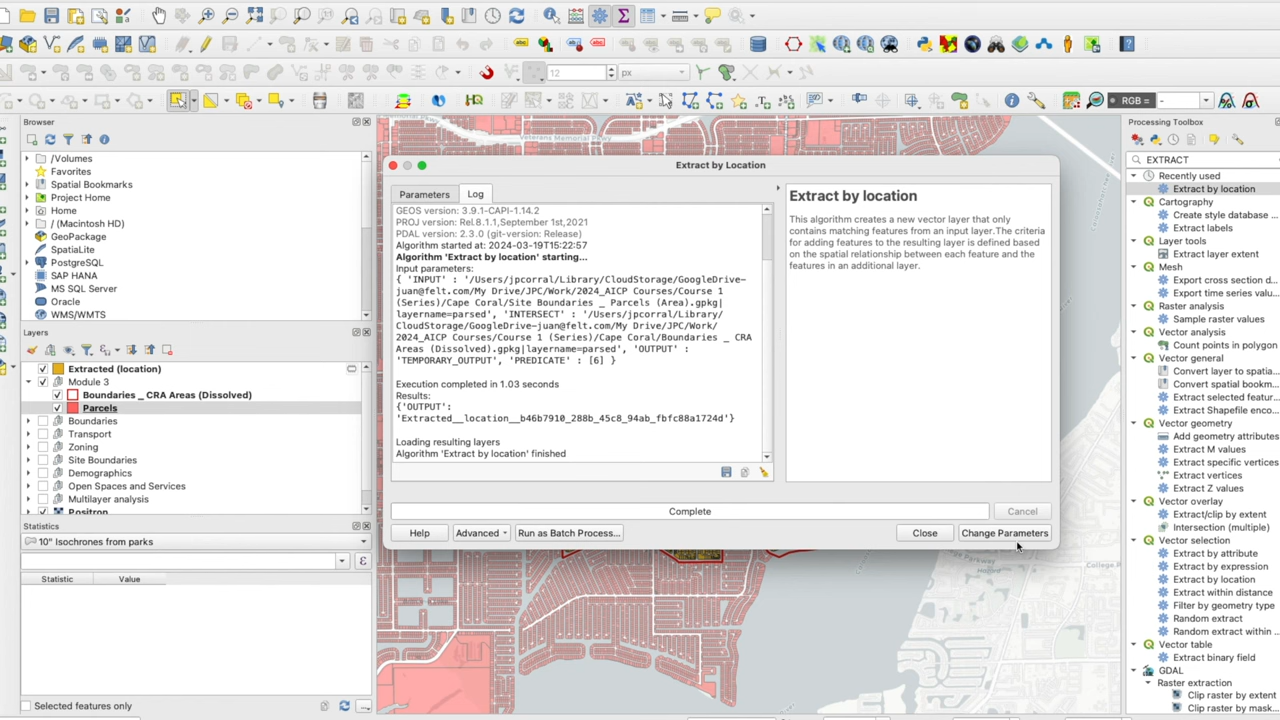 12
px
RGB =
-
Browser
/Volumes
Favorites
Spatial Bookmarks
Project Home
Home
/ (Macintosh HD)
GeoPackage
SpatiaLite
PostgreSQL
SAP HANA
MS SQL Server
Oracle
WMS/WMTS
Layers
Extracted (location)
Module 3
Boundaries _ CRA Areas (Dissolved)
Parcels
Boundaries
Transport
Zoning
Site Boundaries
Demographics
Open Spaces and Services
Multilayer analysis
Positron
Statistics
10" Isochrones from parks
Statistic
Value
Selected features only
Veterans Memorial Pkwy
Extract by Location
Parameters
Log
GEOS version: 3.9.1-CAPI-1.14.2
PROJ version: Rel.8.1.1,September 1st,2021
PDAL version: 2.3.0 (git-version: Release)
Algorithm started at: 2024-03-19T15:22:57
Algorithm 'Extract by location' starting...
Input parameters:
{ 'INPUT' : '/Users/jpcorral/Library/CloudStorage/GoogleDrive-
juan@felt.com/My Drive/JPC/Work/2024_AICP Courses/Course 1
(Series)/Cape Coral/Site Boundaries _ Parcels (Area).gpkg|
layername=parsed', 'INTERSECT' : '/Users/jpcorral/Library/
CloudStorage/GoogleDrive-juan@felt.com/My Drive/JPC/Work/
2024_AICP Courses/Course 1 (Series)/Cape Coral/Boundaries _ CRA
Areas (Dissolved).gpkg|layername=parsed', 'OUTPUT' :
'TEMPORARY_OUTPUT', 'PREDICATE' : [6] }
Execution completed in 1.03 seconds
Results:
{'OUTPUT':
'Extracted__location__b46b7910_288b_45c8_94ab_fbfc88a1724d'}
Loading resulting layers
Algorithm 'Extract by location' finished
Extract by location
This algorithm creates a new vector layer that only
contains matching features from an input layer.The criteria
for adding features to the resulting layer is defined based
on the spatial relationship between each feature and the
features in an additional layer.
Complete
Cancel
Help
Advanced
Run as Batch Process...
Close
Change Parameters
Processing Toolbox
EXTRACT
Recently used
Extract by location
Cartography
Create style database ...
Extract labels
Layer tools
Extract layer extent
Mesh
Export cross section d...
Export time series valu...
Raster analysis
Sample raster values
Vector analysis
Count points in polygon
Vector general
Convert layer to spatia...
Convert spatial bookm...
Extract selected featur...
Extract Shapefile enco...
Vector geometry
Add geometry attributes
Extract M values
Extract specific vertices
Extract vertices
Extract Z values
Vector overlay
Extract/clip by extent
Intersection (multiple)
Vector selection
Extract by attribute
Extract by expression
Extract by location
Extract within distance
Filter by geometry type
Random extract
Random extract within ...
Vector table
Extract binary field
GDAL
Raster extraction
Clip raster by extent
Clip raster by mask...